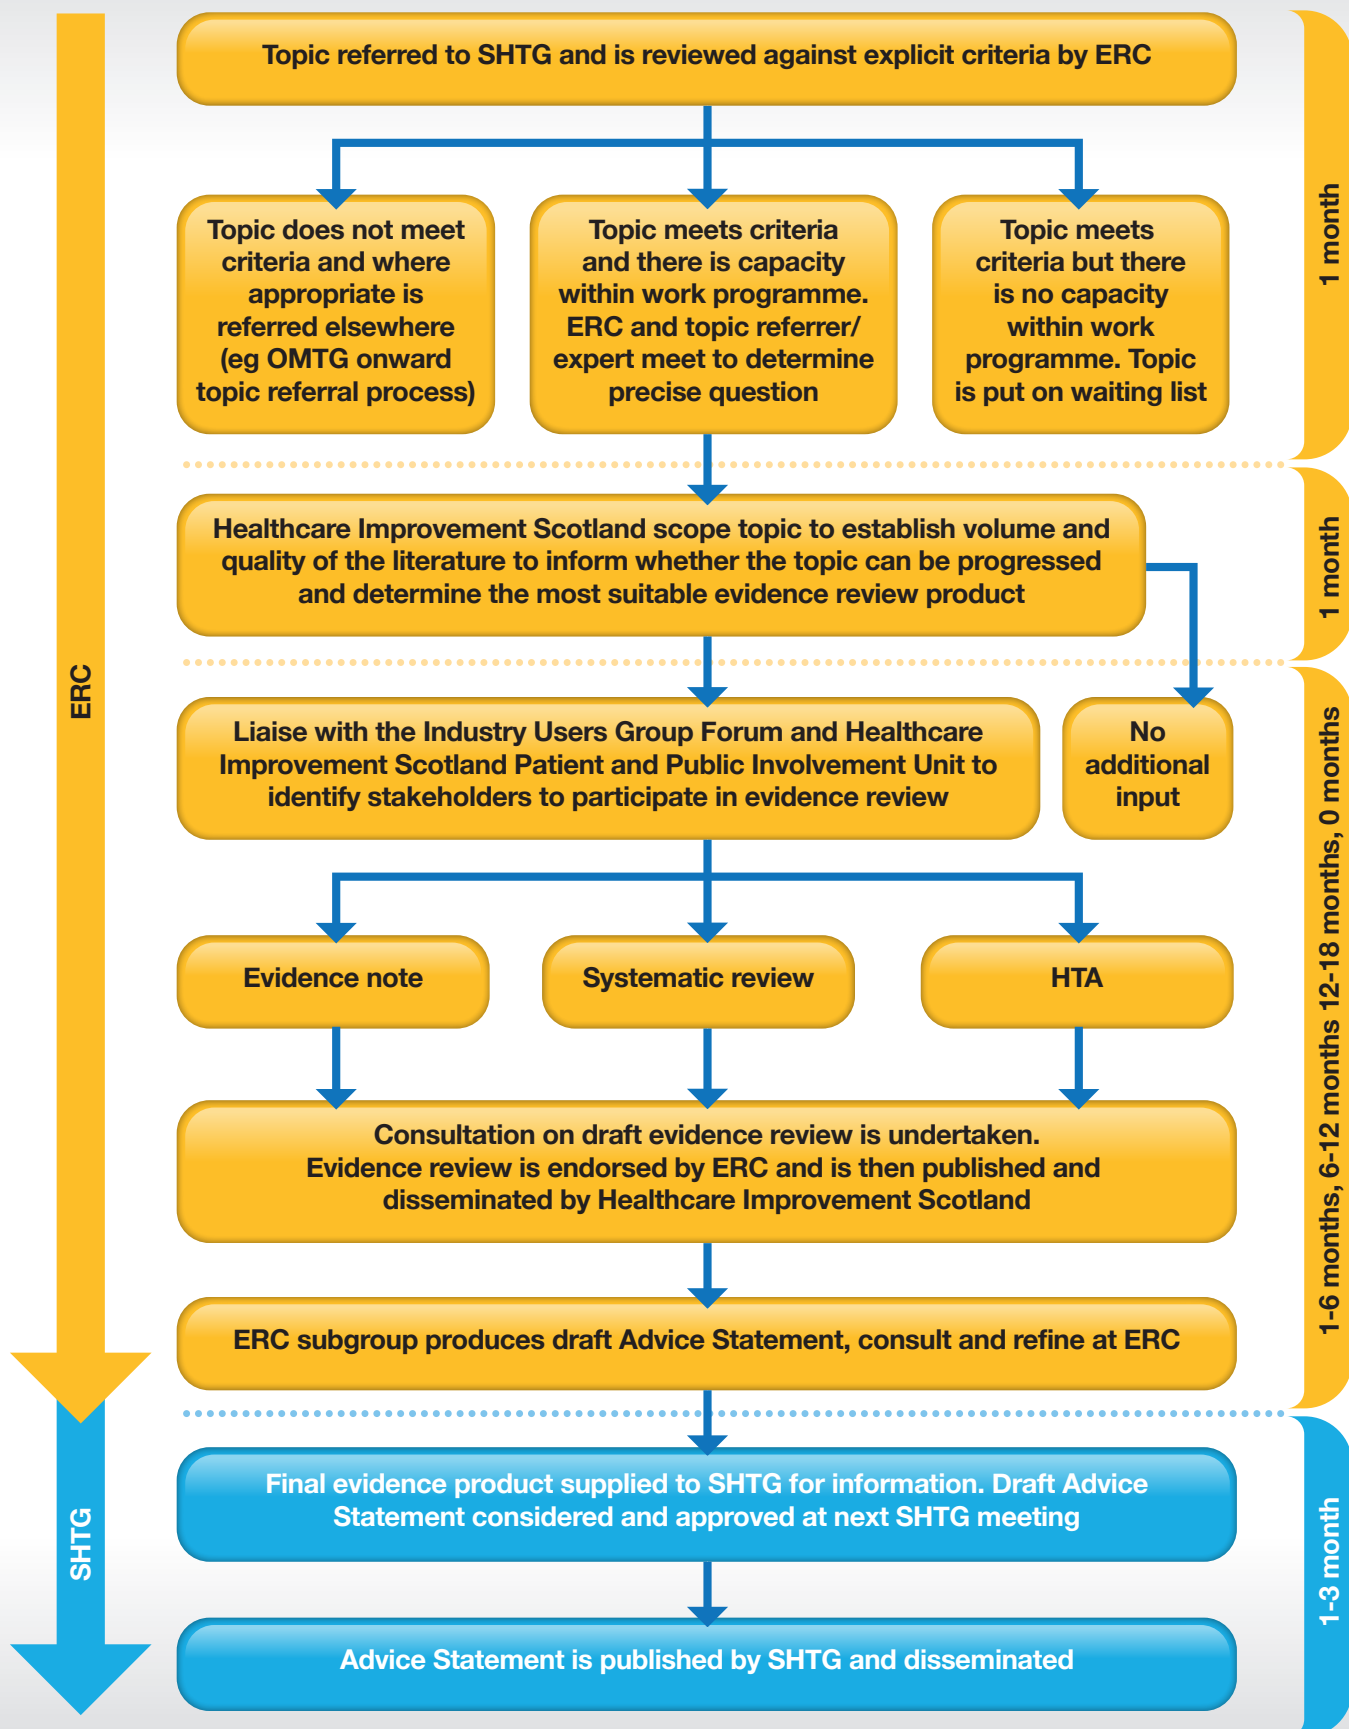 Topic referred to SHTG and is reviewed against explicit criteria by ERC
Topic does not meet
criteria and where
appropriate is
referred elsewhere
(eg OMTG onward
topic referral process)
Topic meets criteria
and there is capacity
within work programme.
ERC and topic referrer/
expert meet to determine
precise question
Topic meets
criteria but there
is no capacity
within work
programme. Topic
is put on waiting list
1 month
Healthcare Improvement Scotland scope topic to establish volume and
quality of the literature to inform whether the topic can be progressed
and determine the most suitable evidence review product
1 month
ERC
Liaise with the Industry Users Group Forum and Healthcare
Improvement Scotland Patient and Public Involvement Unit to
identify stakeholders to participate in evidence review
No
additional
input
Evidence note
Systematic review
HTA
Consultation on draft evidence review is undertaken.
Evidence review is endorsed by ERC and is then published and
disseminated by Healthcare Improvement Scotland
ERC subgroup produces draft Advice Statement, consult and refine at ERC
1-6 months, 6-12 months 12-18 months, 0 months
SHTG
Final evidence product supplied to SHTG for information. Draft Advice
Statement considered and approved at next SHTG meeting
Advice Statement is published by SHTG and disseminated
1-3 month